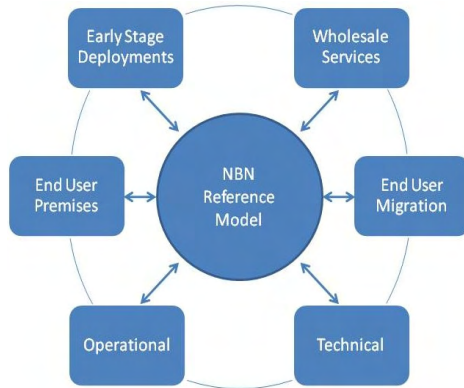 Early Stage
Deployments
Wholesale
Services
End User
Premises
NBN
Reference
Model
End User
Migration
Operational
Technical